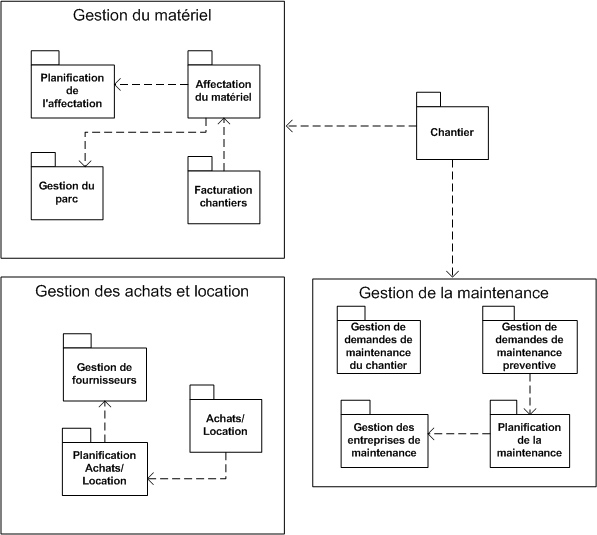 Gestion du matériel
Planification
de
l'affectation
Affectation
du matériel
Gestion du
parc
Facturation
chantiers
Chantier
Gestion des achats et location
Gestion de
fournisseurs
Achats/
Location
Planification
Achats/
Location
Gestion de la maintenance
Gestion de
demandes de
maintenance
du chantier
Gestion de
demandes de
maintenance
preventive
Gestion des
entreprises de
maintenance
Planification
de la
maintenance